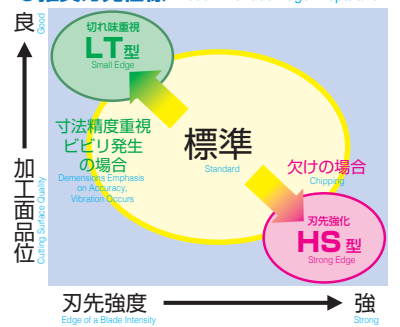 良
Good
切れ味重視
LT型
Small Edge
寸法精度重視
ビビリ発生
の場合
Demensions Emphasis
on Accuracy,
Vibration Occurs
標準
Standard
欠けの場合
Chipping
刃先強化
HS型
Strong Edge
加工面品位
Cutting Surface Quality
刃先強度
Edge of a Blade Intensity
強
Strong